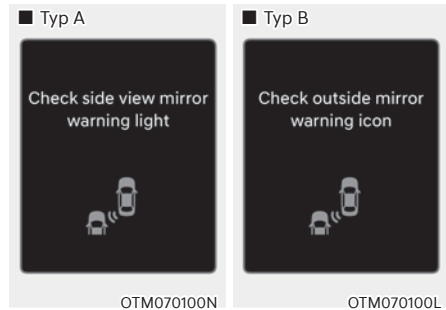 ■ Typ A
Check side view mirror
warning light
OTM070100N
■ Typ B
Check outside mirror
warning icon
OTM070100L